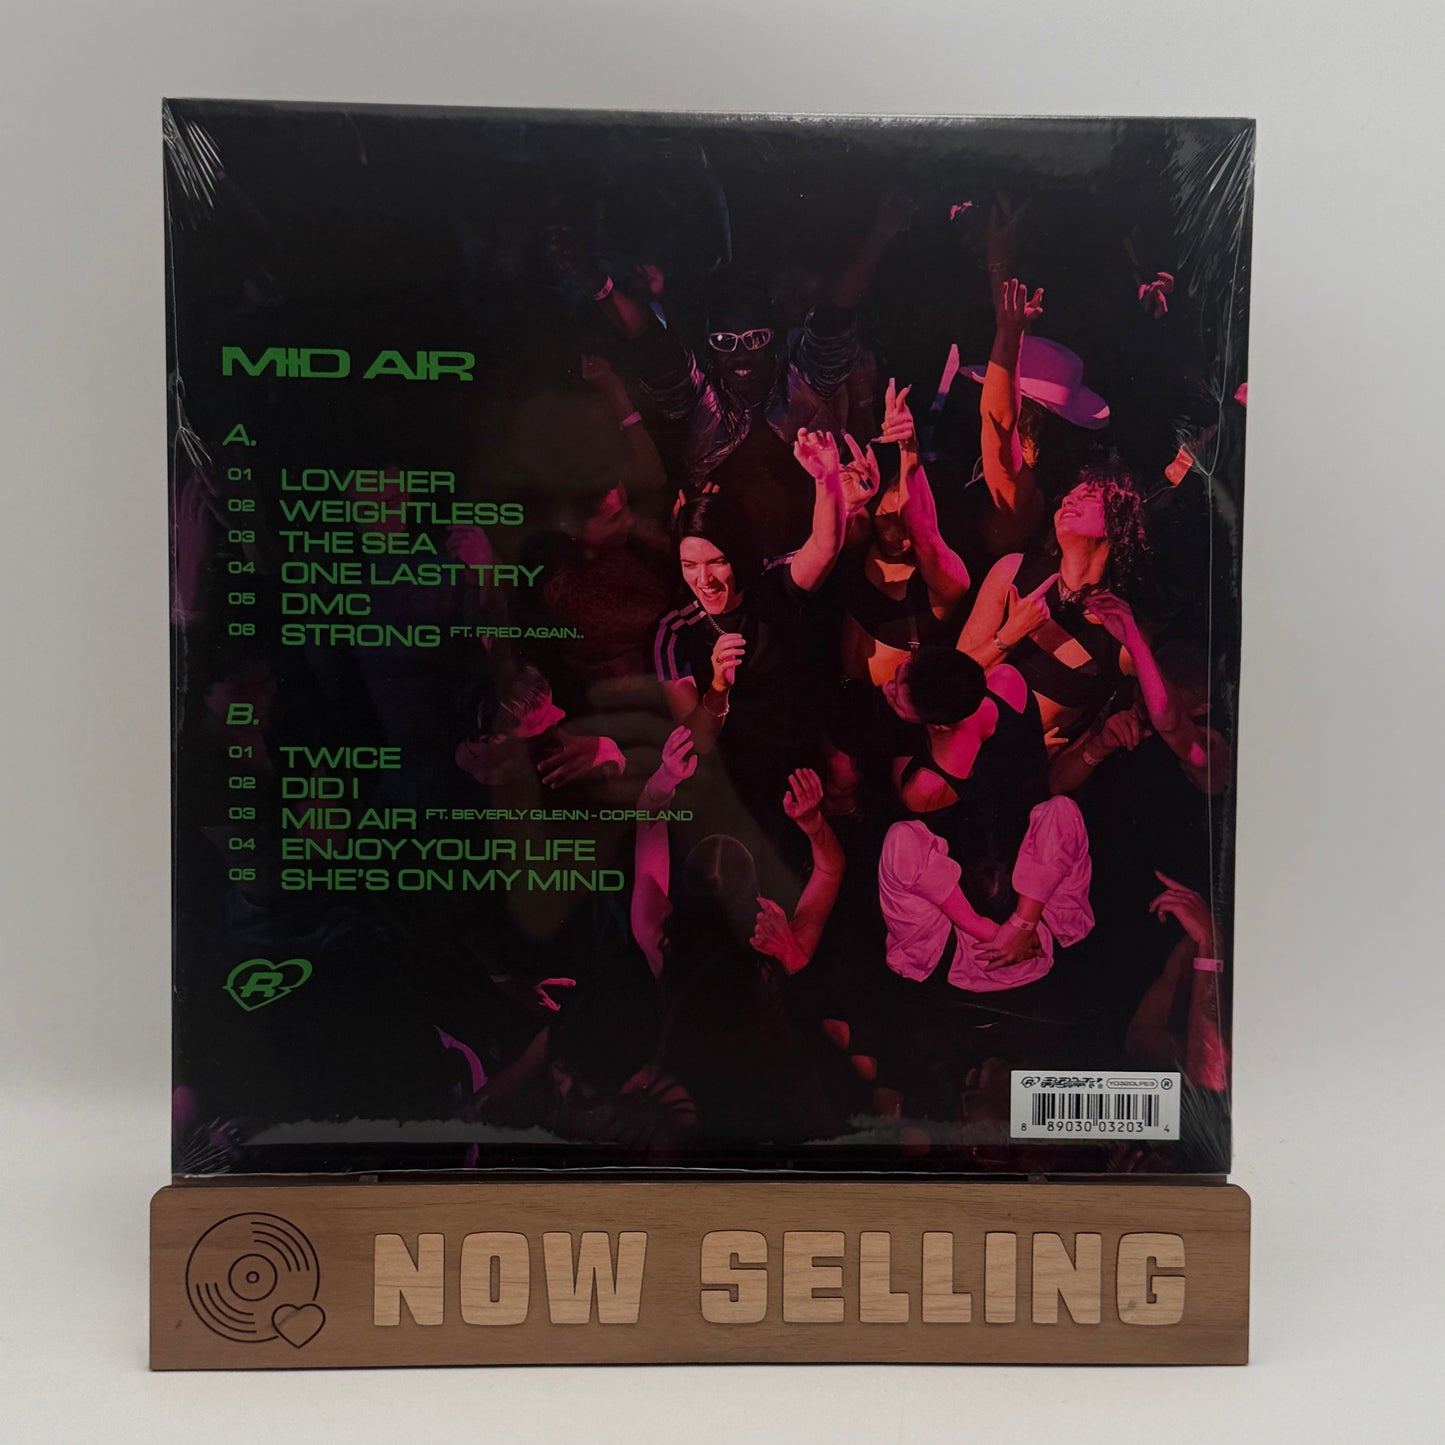 MID AIR
A.
01 LOVEHER
02 WEIGHTLESS
03 THE SEA
04 ONE LAST TRY
05 DMC
06 STRONG FT. FRED AGAIN..
B.
01 TWICE
02 DID I
03 MID AIR FT. BEVERLY GLENN - COPELAND
04 ENJOY YOUR LIFE
05 SHE'S ON MY MIND
R
YO320LPE3 R
8 89030 03203 4
NOW SELLING